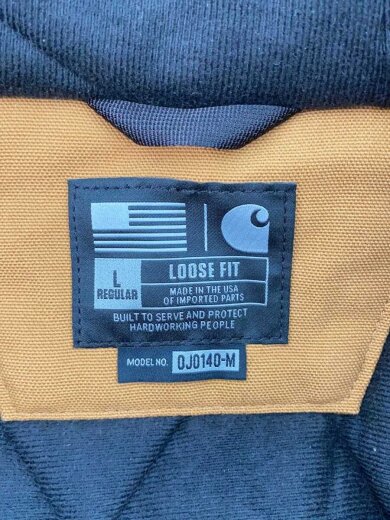 L
REGULAR
LOOSE FIT
MADE IN THE USA
OF IMPORTED PARTS
BUILT TO SERVE AND PROTECT
HARDWORKING PEOPLE
MODEL NO. OJ0140-M